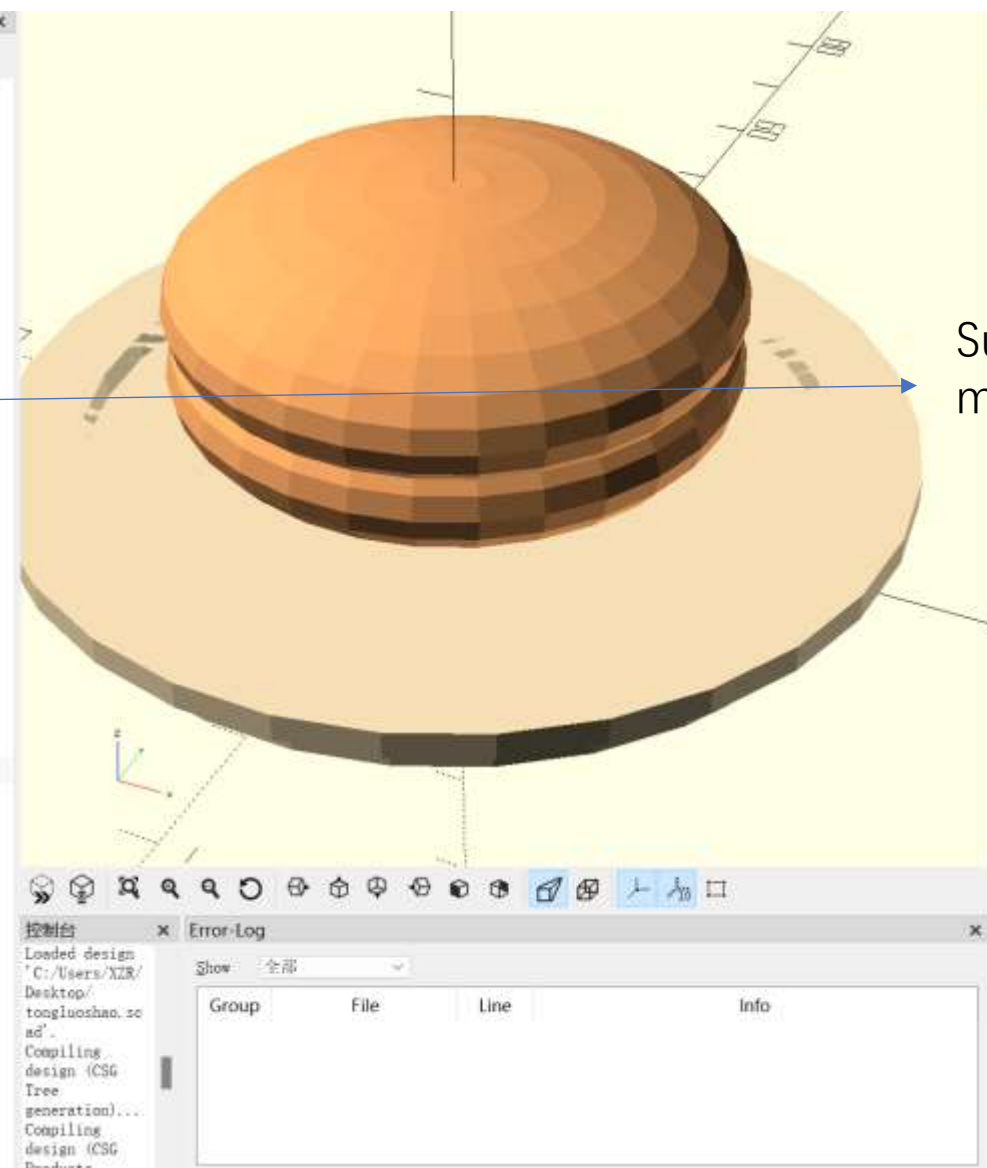 Su
m
控制台
Error-Log
Loaded design
'C:/Users/XZR/
Desktop/
tongluoshao.sc
ad'.
Compiling
design (CSG
Tree
generation)...
Compiling
design (CSG
Products
Show 全部
Group File Line Info